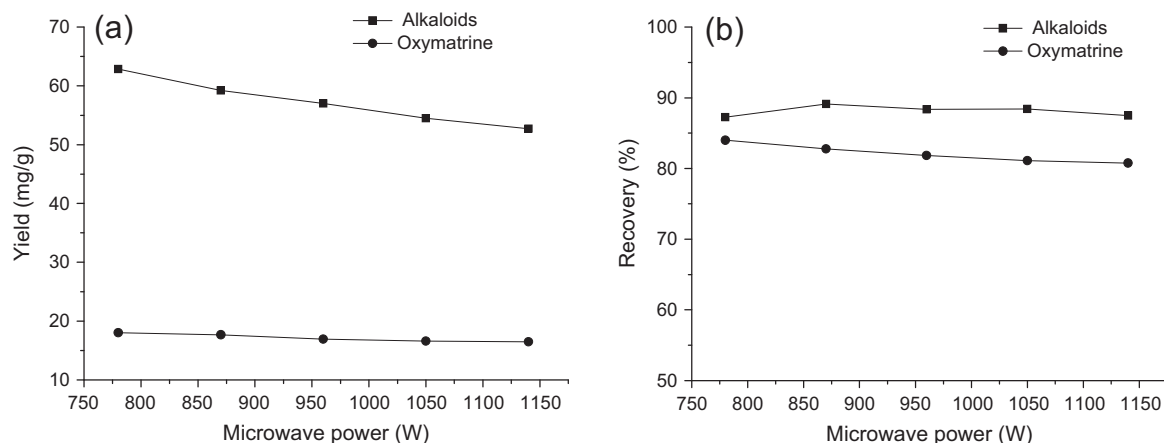 (a)
Alkaloids
Oxymatrine
Yield (mg/g)
70
60
50
40
30
20
10
750 800 850 900 950 1000 1050 1100 1150
Microwave power (W)
(b)
Alkaloids
Oxymatrine
Recovery (%)
100
90
80
70
60
50
750 800 850 900 950 1000 1050 1100 1150
Microwave power (W)